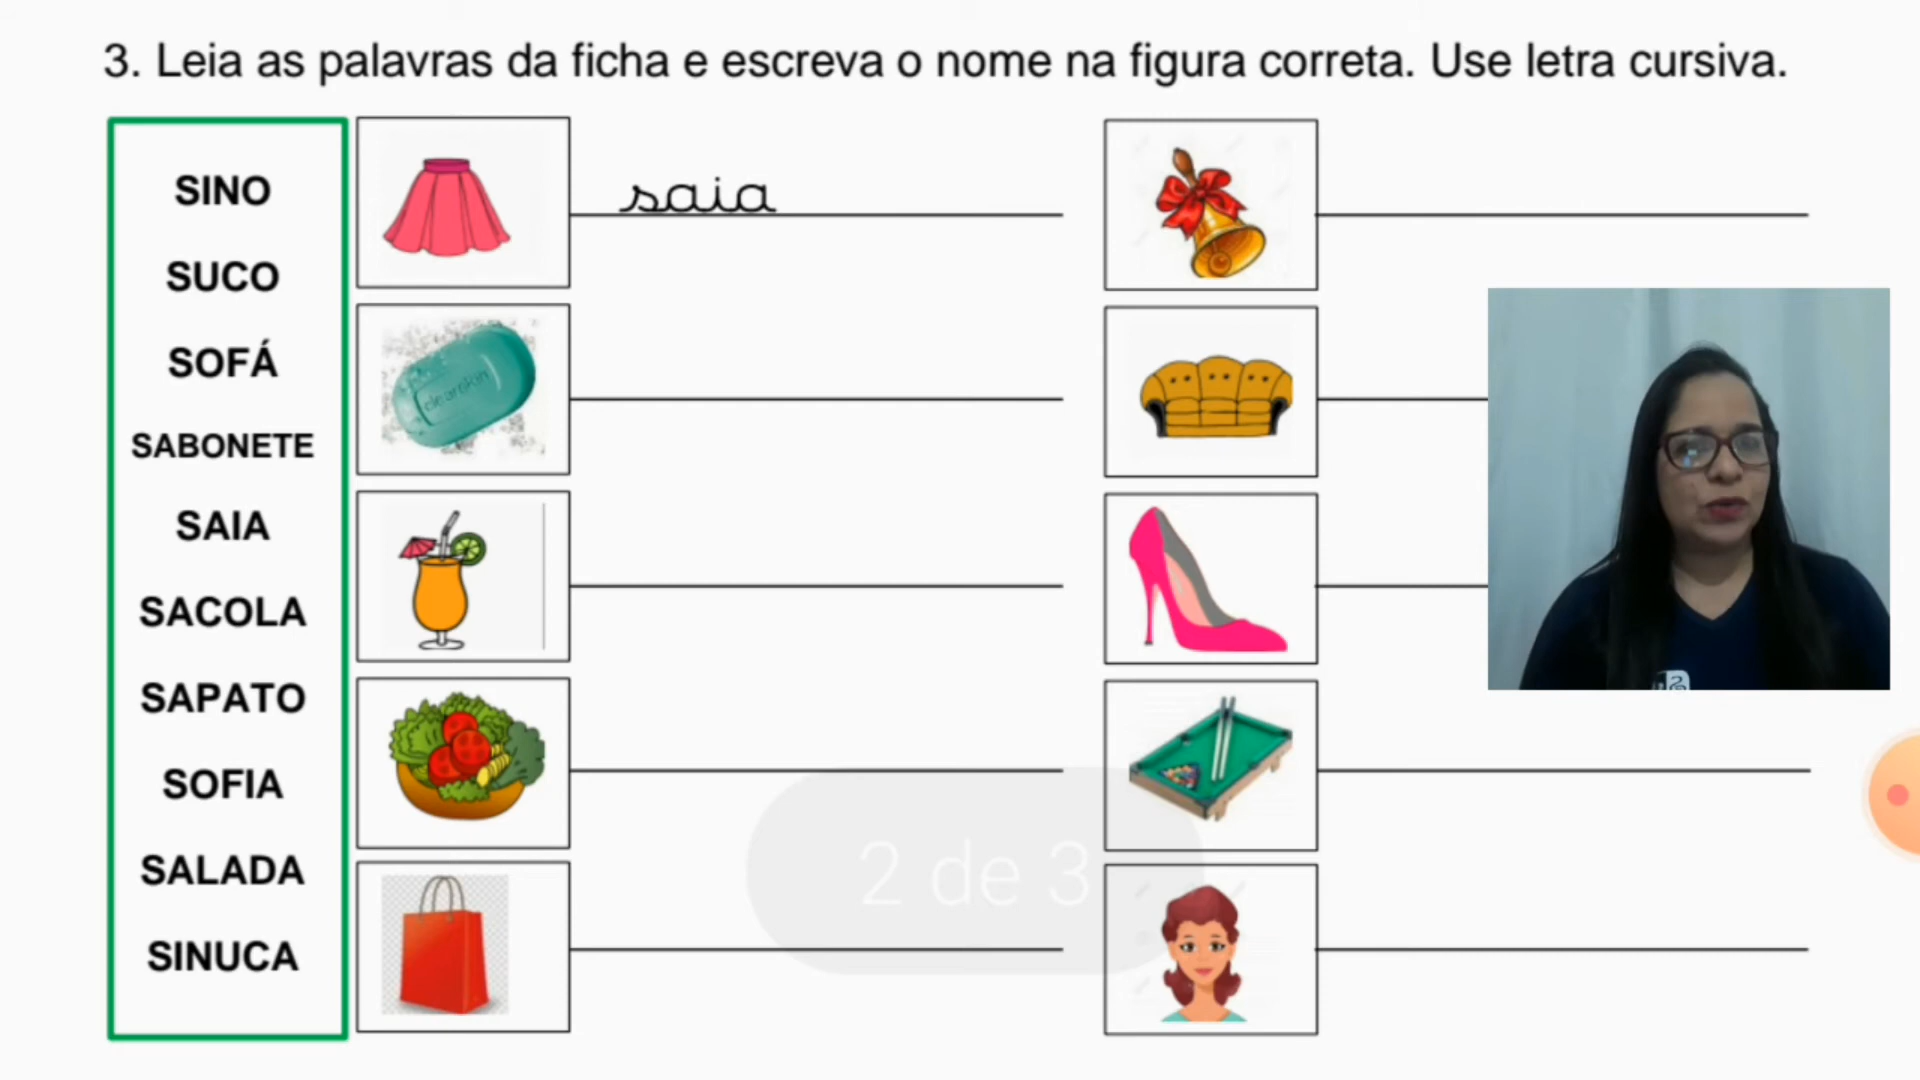 3. Leia as palavras da ficha e escreva o nome na figura correta. Use letra cursiva.
SINO
SUCO
SOFÁ
SABONETE
SAIA
SACOLA
SAPATO
SOFIA
SALADA
SINUCA
saia
clearskin
2 de 3